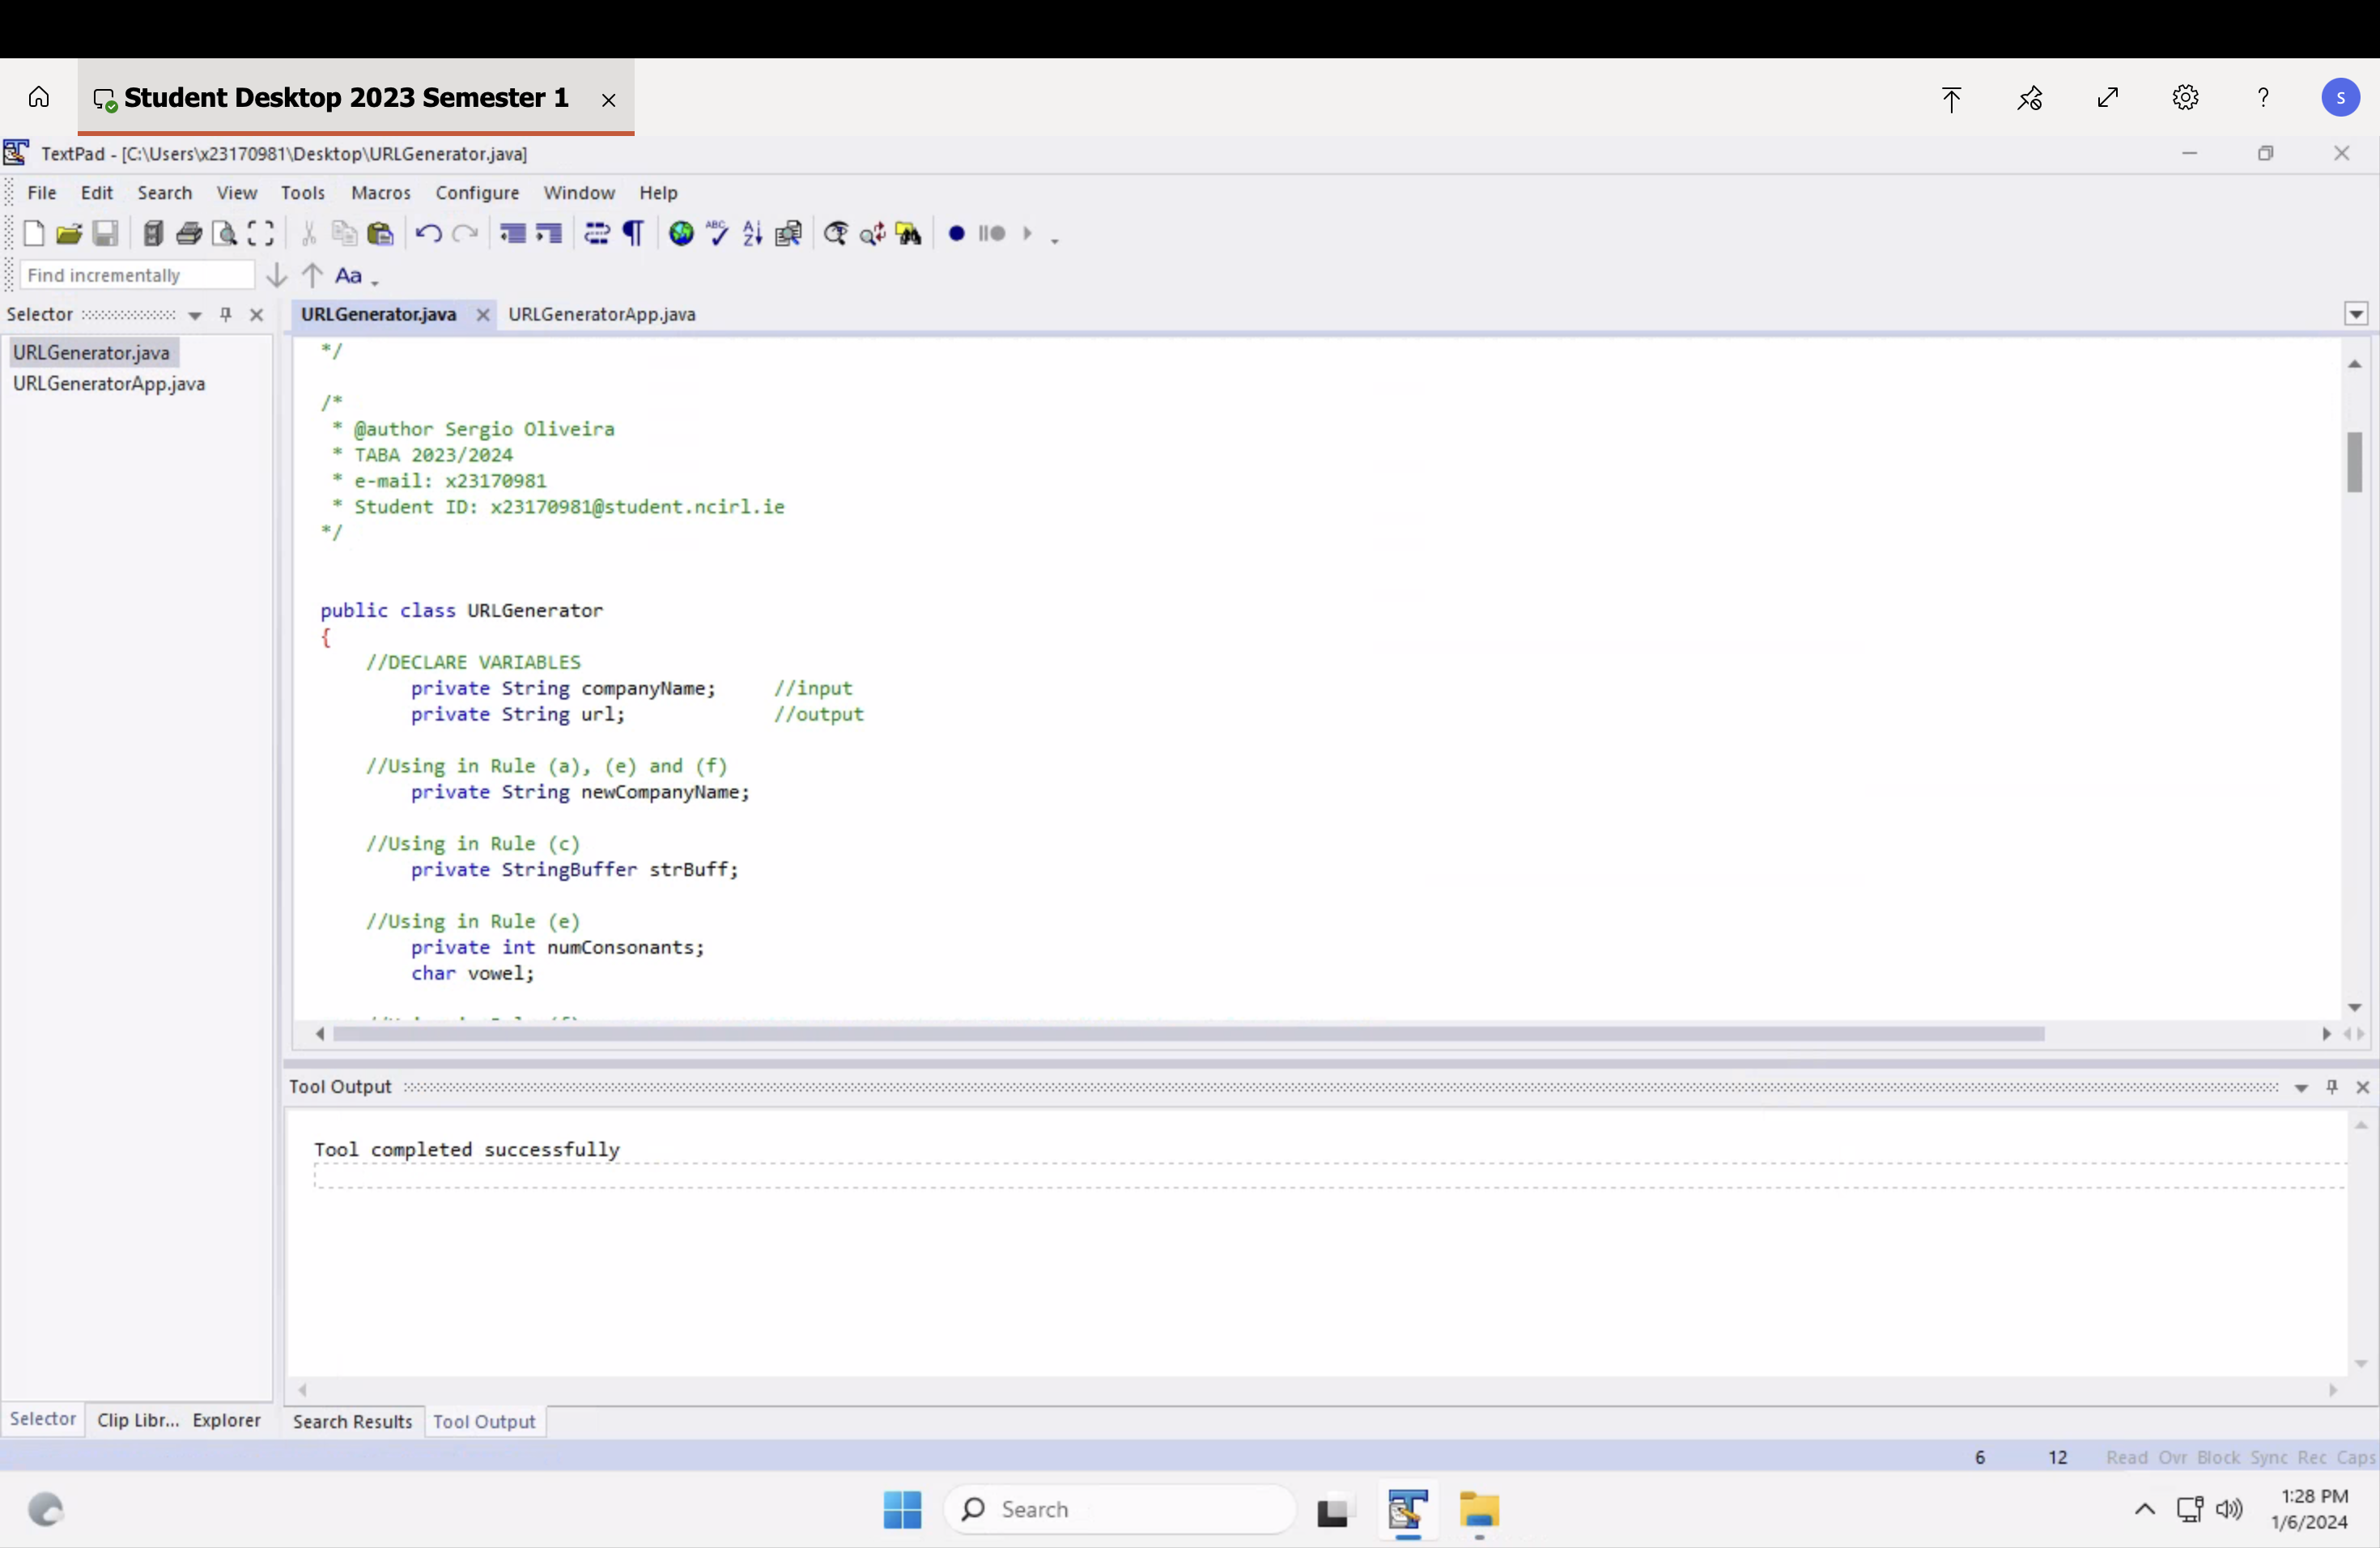 Student Desktop 2023 Semester 1
S
TextPad - [C:\Users\x23170981\Desktop\URLGenerator.java]
File Edit Search View Tools Macros Configure Window Help
Find incrementally Aa
Selector
URLGenerator.java URLGeneratorApp.java
URLGenerator.java
URLGeneratorApp.java
*/
/*
* @author Sergio Oliveira
* TABA 2023/2024
* e-mail: x23170981
* Student ID: x23170981@student.ncirl.ie
*/
public class URLGenerator
{
//DECLARE VARIABLES
private String companyName; //input
private String url; //output
//Using in Rule (a), (e) and (f)
private String newCompanyName;
//Using in Rule (c)
private StringBuffer strBuff;
//Using in Rule (e)
private int numConsonants;
char vowel;
Tool Output
Tool completed successfully
Selector Clip Libr... Explorer
Search Results Tool Output
6 12 Read Ovr Block Sync Rec Caps
Search
1:28 PM
1/6/2024